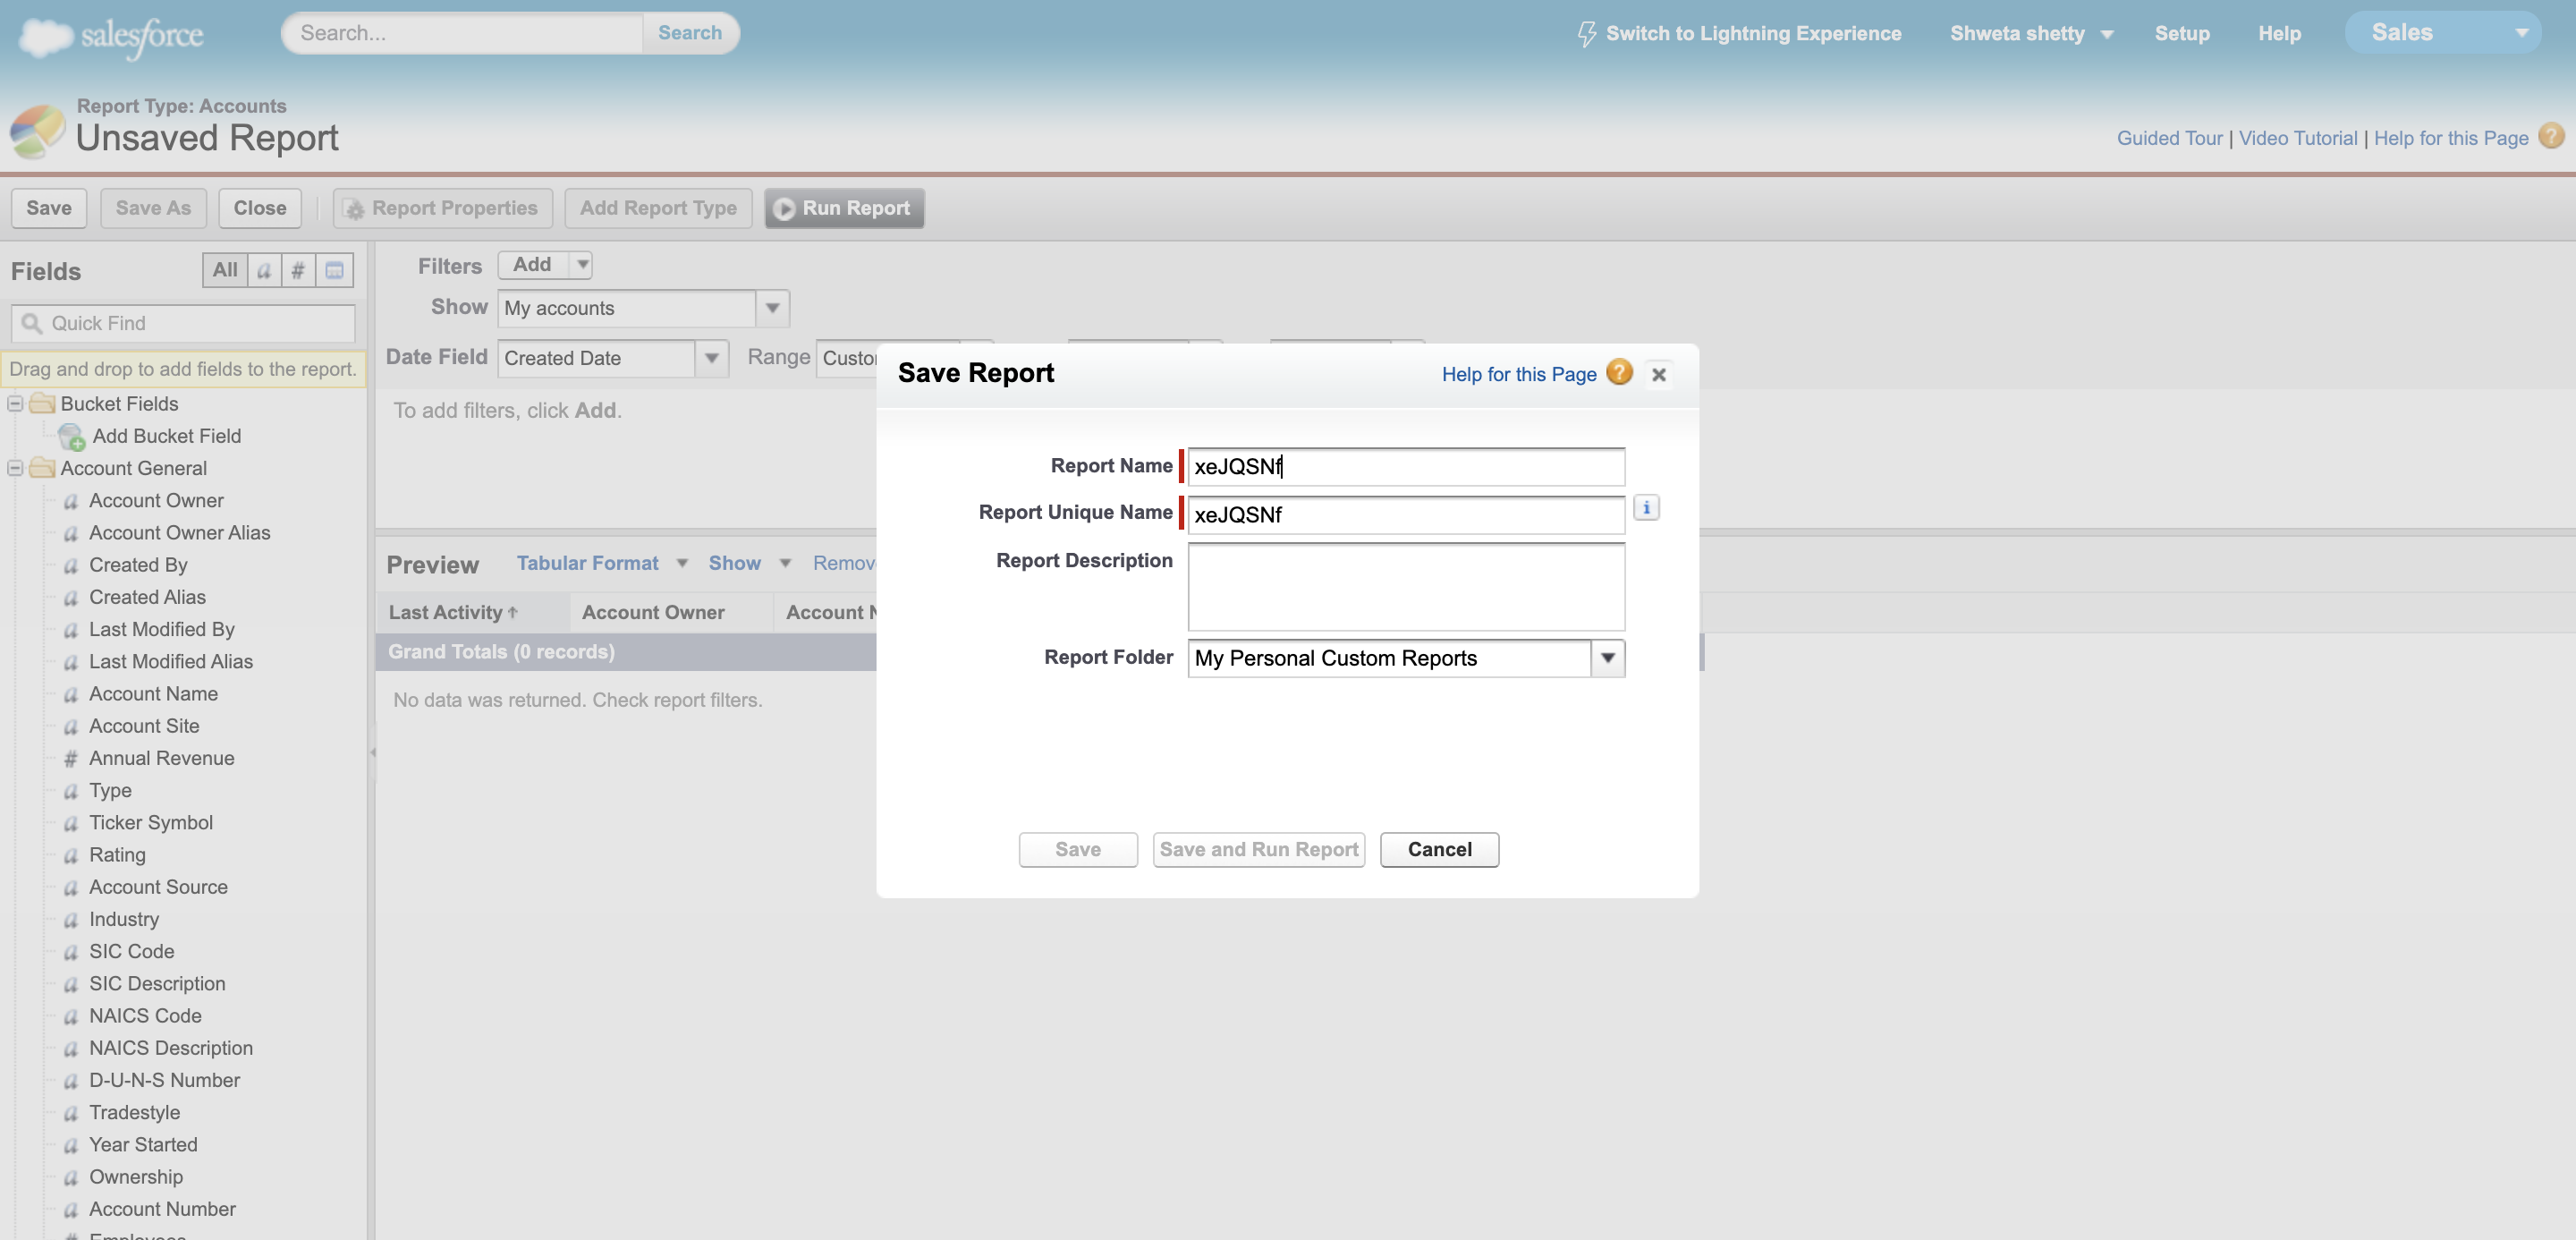 salesforce
Search...
Search
Switch to Lightning Experience
Shweta shetty
Setup
Help
Sales
Report Type: Accounts
Unsaved Report
Guided Tour | Video Tutorial | Help for this Page ?
Save
Save As
Close
Report Properties
Add Report Type
Run Report
Fields
All
a
#
Quick Find
Drag and drop to add fields to the report.
Bucket Fields
Add Bucket Field
Account General
a Account Owner
a Account Owner Alias
a Created By
a Created Alias
a Last Modified By
a Last Modified Alias
a Account Name
a Account Site
# Annual Revenue
a Type
a Ticker Symbol
a Rating
a Account Source
a Industry
a SIC Code
a SIC Description
a NAICS Code
a NAICS Description
a D-U-N-S Number
a Tradestyle
a Year Started
a Ownership
a Account Number
Filters
Add
Show
My accounts
Date Field
Created Date
Range
To add filters, click Add.
Preview
Tabular Format
Show
Last Activity
Account Owner
Account
Grand Totals (0 records)
No data was returned. Check report filters.
Save Report
Help for this Page ?
Report Name
xeJQSNf
Report Unique Name
xeJQSNf
i
Report Description
Report Folder
My Personal Custom Reports
Save
Save and Run Report
Cancel